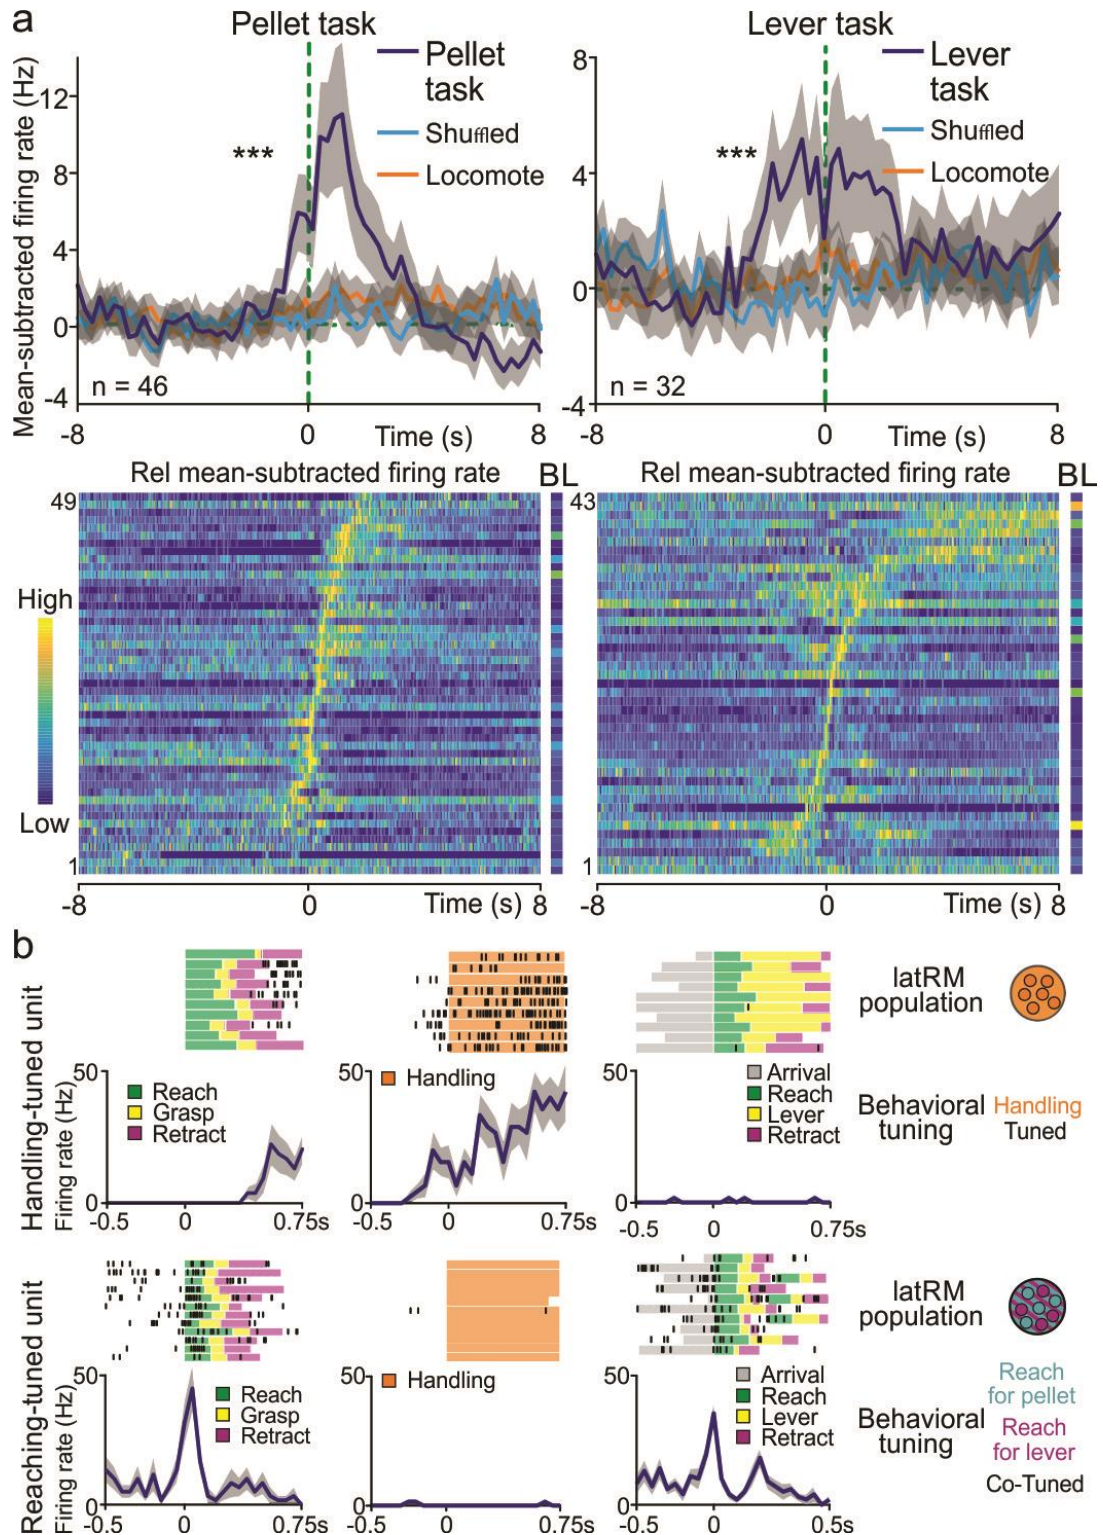 a
Pellet task
Lever task
Mean-subtracted firing rate (Hz)
12
8
4
0
-4
Pellet
task
Shuffled
Locomote
***
n = 46
-8
0
Time (s)
8
8
4
0
-4
Lever
task
Shuffled
Locomote
***
n = 32
-8
0
Time (s)
8
Rel mean-subtracted firing rate
BL
49
1
High
Low
-8
0
Time (s)
8
Rel mean-subtracted firing rate
BL
43
1
-8
0
Time (s)
8
b
Handling-tuned unit
Firing rate (Hz)
50
0
Reach
Grasp
Retract
-0.5
0
0.75s
50
0
Handling
-0.5
0
0.75s
50
0
Arrival
Reach
Lever
Retract
-0.5
0
0.75s
latRM
population
Behavioral
tuning
Handling
Tuned
Reaching-tuned unit
Firing rate (Hz)
50
0
Reach
Grasp
Retract
-0.5
0
0.75s
50
0
Handling
-0.5
0
0.75s
50
0
Arrival
Reach
Lever
Retract
-0.5
0
0.5s
latRM
population
Behavioral
tuning
Reach
for pellet
Reach
for lever
Co-Tuned